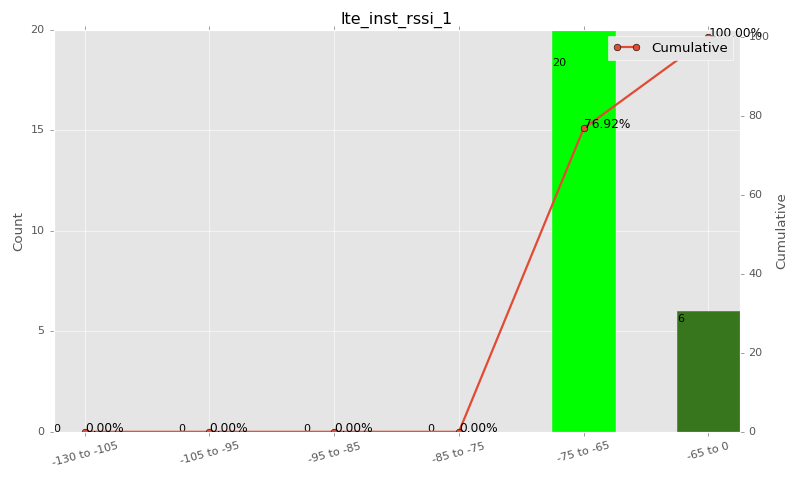 lte_inst_rssi_1
20
15
10
5
0
Count
100
80
60
40
20
0
Cumulative
Cumulative
0
0.00%
0
0.00%
0
0.00%
0
0.00%
20
76.92%
6
100.00%
-130 to -105
-105 to -95
-95 to -85
-85 to -75
-75 to -65
-65 to 0